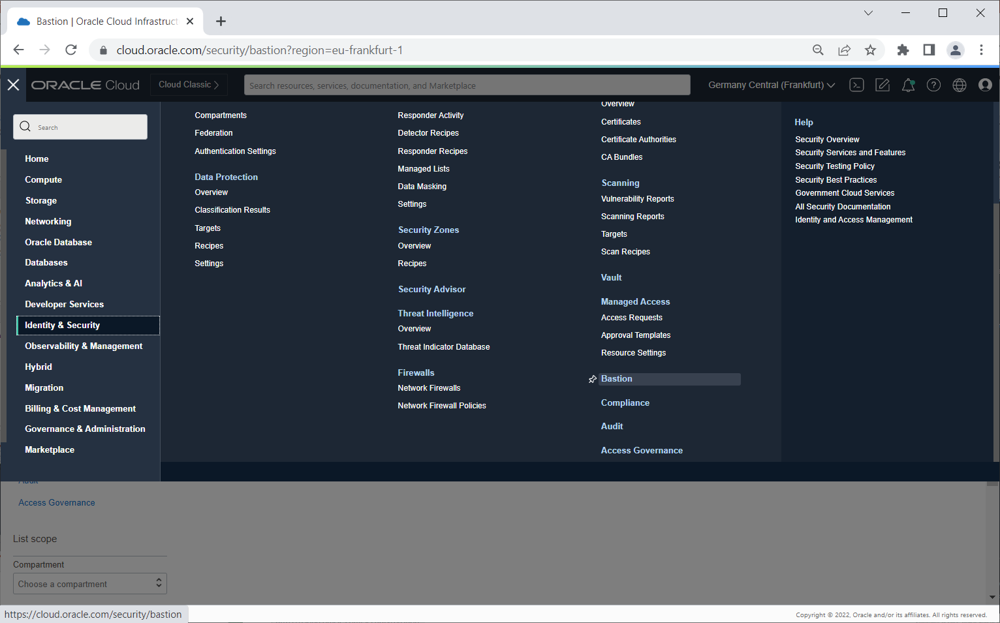 Bastion | Oracle Cloud Infrastruct
cloud.oracle.com/security/bastion?region=eu-frankfurt-1
ORACLE Cloud
Cloud Classic
Search resources, services, documentation, and Marketplace
Germany Central (Frankfurt)
Search
Home
Compute
Storage
Networking
Oracle Database
Databases
Analytics & AI
Developer Services
Identity & Security
Observability & Management
Hybrid
Migration
Billing & Cost Management
Governance & Administration
Marketplace
Compartments
Federation
Authentication Settings
Data Protection
Overview
Classification Results
Targets
Recipes
Settings
Responder Activity
Detector Recipes
Responder Recipes
Managed Lists
Data Masking
Settings
Security Zones
Overview
Recipes
Security Advisor
Threat Intelligence
Overview
Threat Indicator Database
Firewalls
Network Firewalls
Network Firewall Policies
Overview
Certificates
Certificate Authorities
CA Bundles
Scanning
Vulnerability Reports
Scanning Reports
Targets
Scan Recipes
Vault
Managed Access
Access Requests
Approval Templates
Resource Settings
Bastion
Compliance
Audit
Access Governance
Help
Security Overview
Security Services and Features
Security Testing Policy
Security Best Practices
Government Cloud Services
All Security Documentation
Identity and Access Management
Audit
Access Governance
List scope
Compartment
Choose a compartment
https://cloud.oracle.com/security/bastion
Copyright © 2022, Oracle and/or its affiliates. All rights reserved.